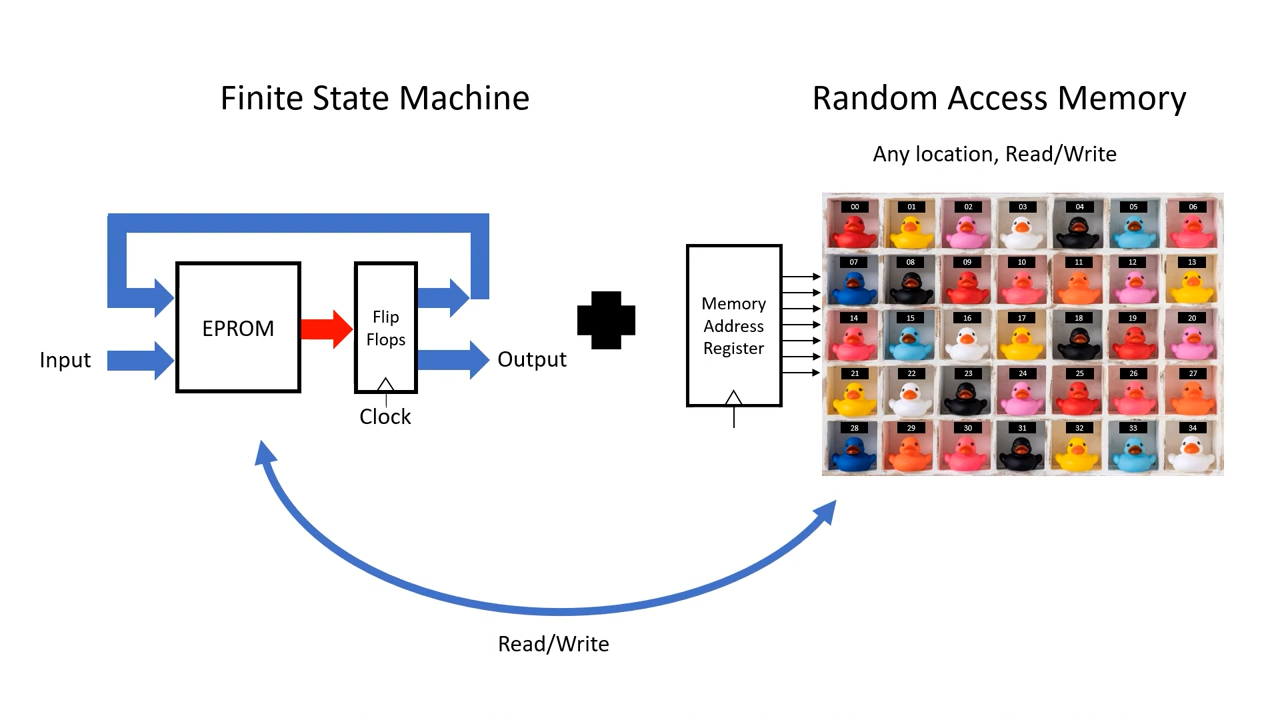 Finite State Machine
Random Access Memory
Any location, Read/Write
00 01 02 03 04 05 06
07 08 09 10 11 12 13
14 15 16 17 18 19 20
21 22 23 24 25 26 27
28 29 30 31 32 33 34
Input
EPROM
Flip
Flops
Clock
Output
Memory
Address
Register
Read/Write